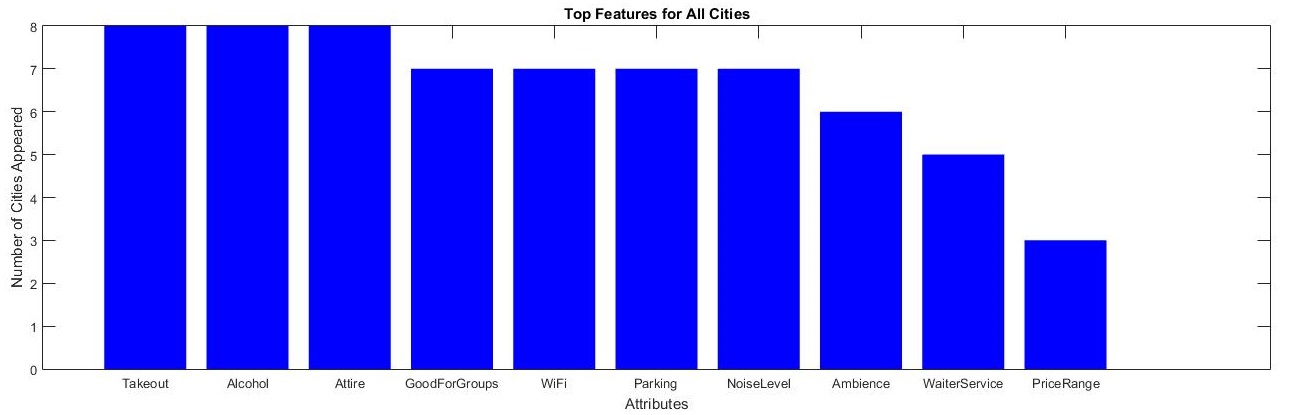 Top Features for All Cities
Number of Cities Appeared
8
7
6
5
4
3
2
1
0
Takeout Alcohol Attire GoodForGroups WiFi Parking NoiseLevel Ambience WaiterService PriceRange
Attributes